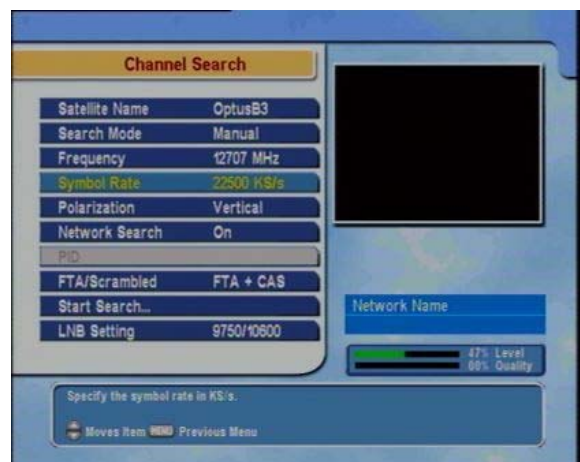 Channel Search
Satellite Name OptusB3
Search Mode Manual
Frequency 12707 MHz
Symbol Rate 22500 KS/s
Polarization Vertical
Network Search On
PID
FTA/Scrambled FTA + CAS
Start Search...
LNB Setting 9750/10600
Network Name
47% Level
00% Quality
Specify the symbol rate in KS/s.
Moves Item MENU Previous Menu